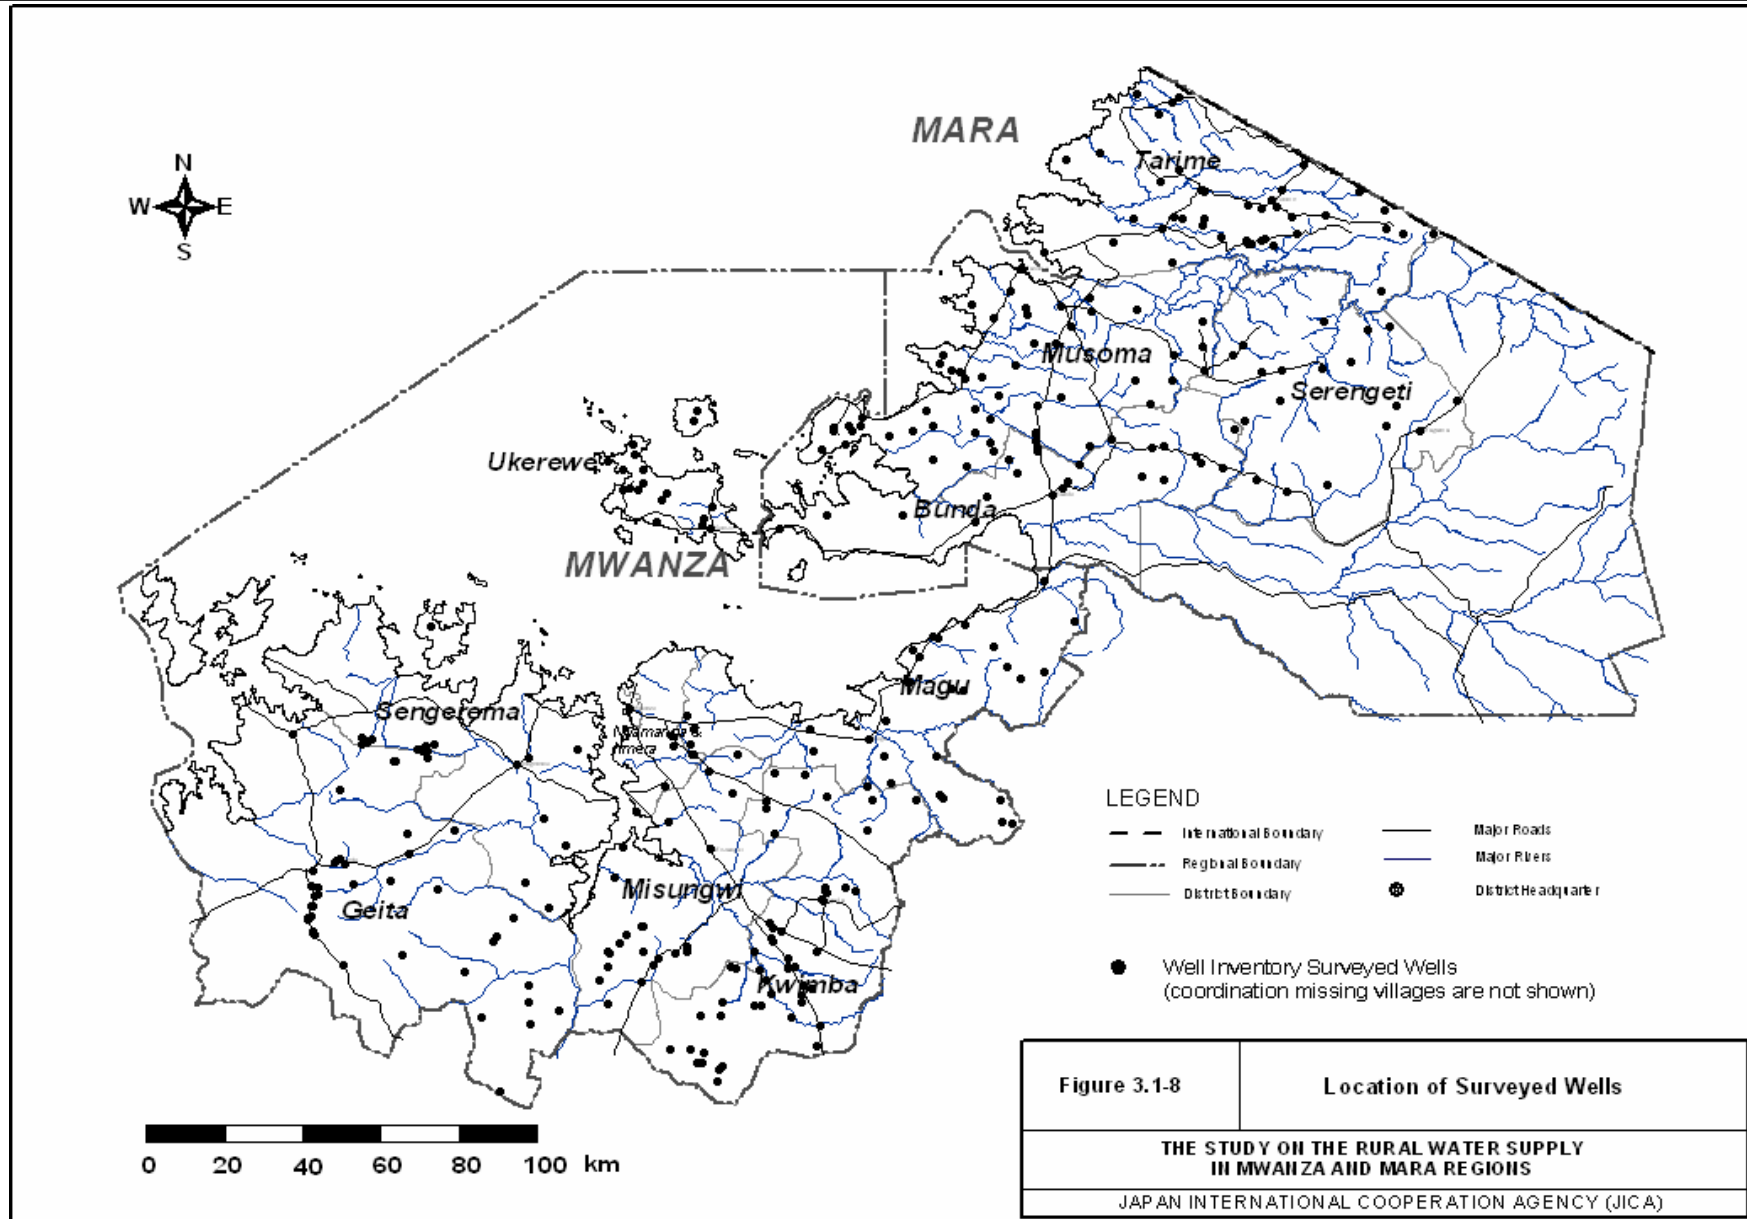 MARA
N
W E
S
Tarime
Musoma
Serengeti
Ukerewe
Bunda
MWANZA
Magu
Sengerema
Misungwi
Geita
Kwimba
LEGEND
International Boundary
Major Roads
Regional Boundary
Major Rivers
District Boundary
District Headquarter
Well Inventory Surveyed Wells
(coordination missing villages are not shown)
Figure 3.1-8
Location of Surveyed Wells
THE STUDY ON THE RURAL WATER SUPPLY
IN MWANZA AND MARA REGIONS
JAPAN INTERNATIONAL COOPERATION AGENCY (JICA)
0 20 40 60 80 100 km